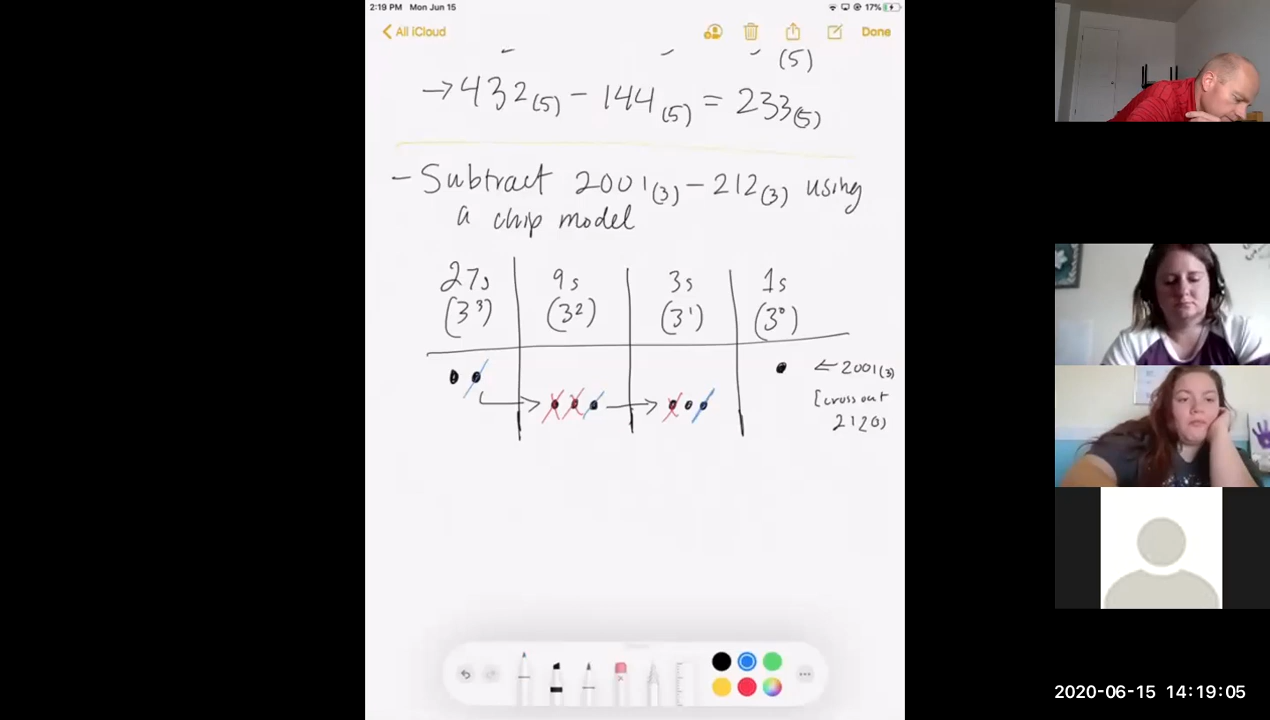 2:19 PM Mon Jun 15
17%
All iCloud
Done
(5)
→432(5) - 144(5) = 233(5)
- Subtract 2001(3) - 212(3) using
a chip model
27s 9s 3s 1s
(3³) (3²) (3¹) (3⁰)
← 2001(3)
[cross out
212(3)
2020-06-15 14:19:05